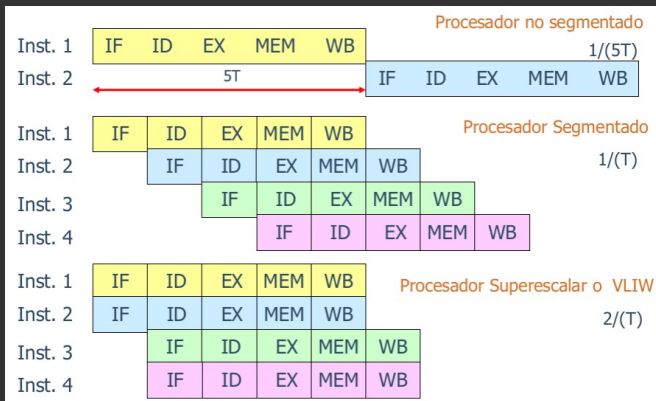 Procesador no segmentado
Inst. 1 IF ID EX MEM WB 1/(5T)
Inst. 2 5T IF ID EX MEM WB
Inst. 1 IF ID EX MEM WB Procesador Segmentado
Inst. 2 IF ID EX MEM WB 1/(T)
Inst. 3 IF ID EX MEM WB
Inst. 4 IF ID EX MEM WB
Inst. 1 IF ID EX MEM WB Procesador Superescalar o VLIW
Inst. 2 IF ID EX MEM WB 2/(T)
Inst. 3 IF ID EX MEM WB
Inst. 4 IF ID EX MEM WB